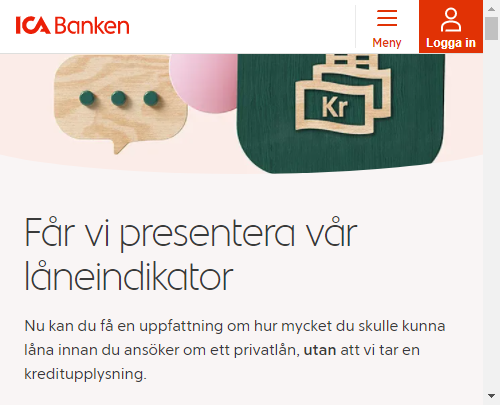 ICA Banken
Meny
Logga in
Kr
Får vi presentera vår
låneindikator
Nu kan du få en uppfattning om hur mycket du skulle kunna
låna innan du ansöker om ett privatlån, utan att vi tar en
kreditupplysning.